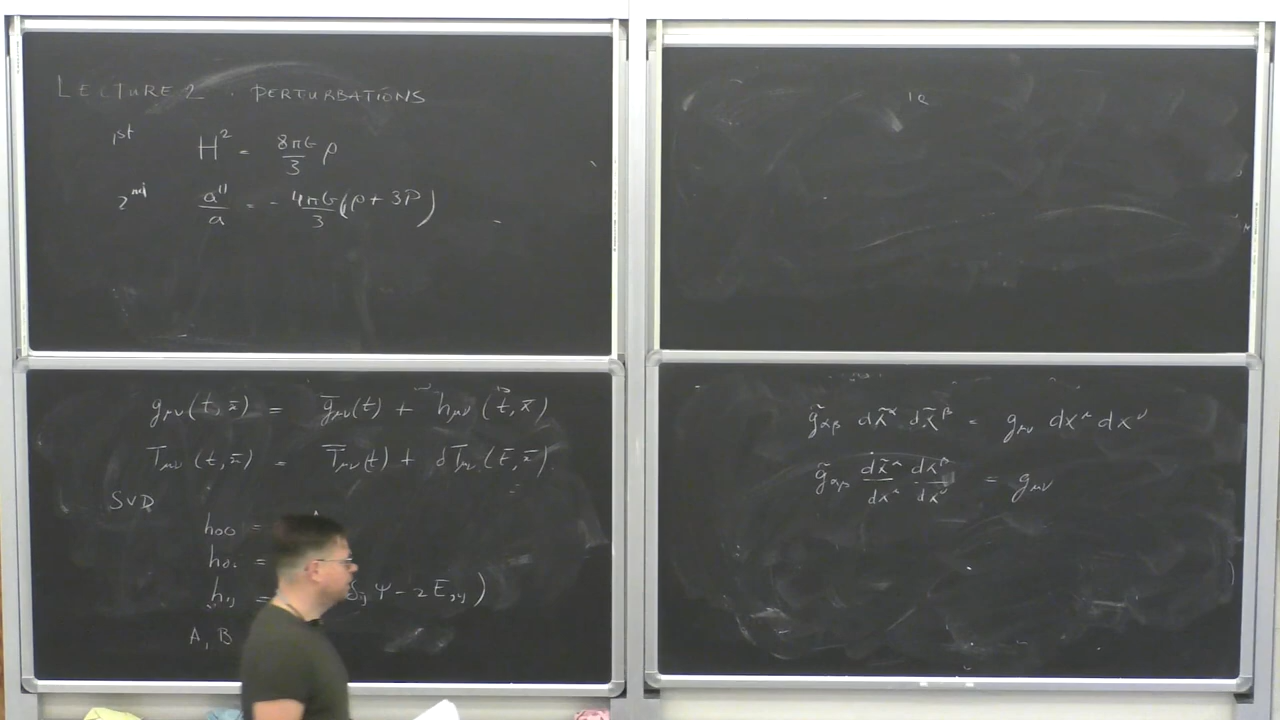 LECTURE 2 . PERTURBATIONS
1st H² = 8πG/3 ρ
2nd a''/a = - 4πG/3 (ρ + 3P)
g_μν(t, x̄) = ḡ_μν(t) + h_μν(t, x̄)
T_μν(t, x̄) = T̄_μν(t) + δT_μν(t, x̄).
SVD
h₀₀ =
h₀ᵢ =
hᵢⱼ = δᵢⱼ Ψ - 2 E,ᵢⱼ)
A, B
g̃_αβ dx̃^α dx̃^β = g_μν dx^μ dx^ν
g̃_αβ dx̃^α/dx^μ dx̃^β/dx^ν = g_μν